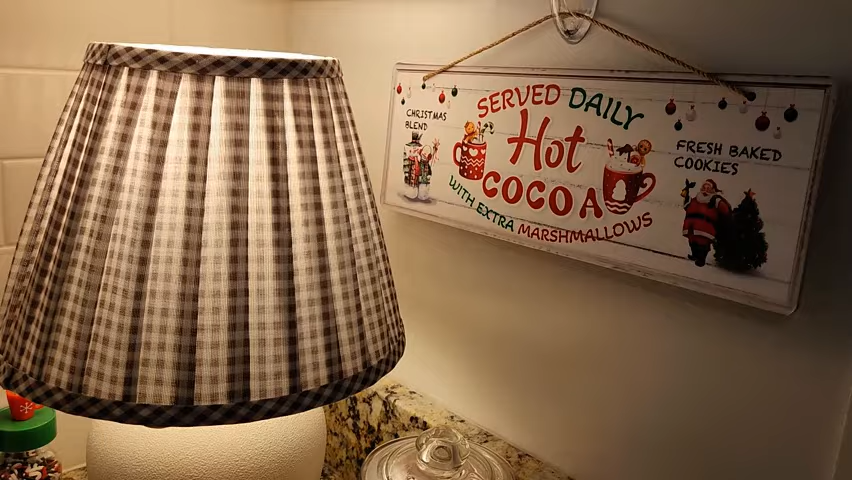 CHRISTMAS
BLEND
SERVED DAILY
Hot
COCOA
WITH EXTRA MARSHMALLOWS
FRESH BAKED
COOKIES